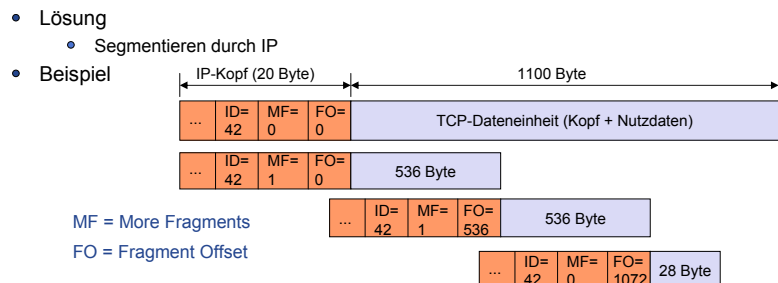 Lösung
Segmentieren durch IP
Beispiel
IP-Kopf (20 Byte)
1100 Byte
...
ID=
42
MF=
0
FO=
0
TCP-Dateneinheit (Kopf + Nutzdaten)
...
ID=
42
MF=
1
FO=
0
536 Byte
...
ID=
42
MF=
1
FO=
536
536 Byte
MF = More Fragments
FO = Fragment Offset
...
ID=
42
MF=
0
FO=
1072
28 Byte